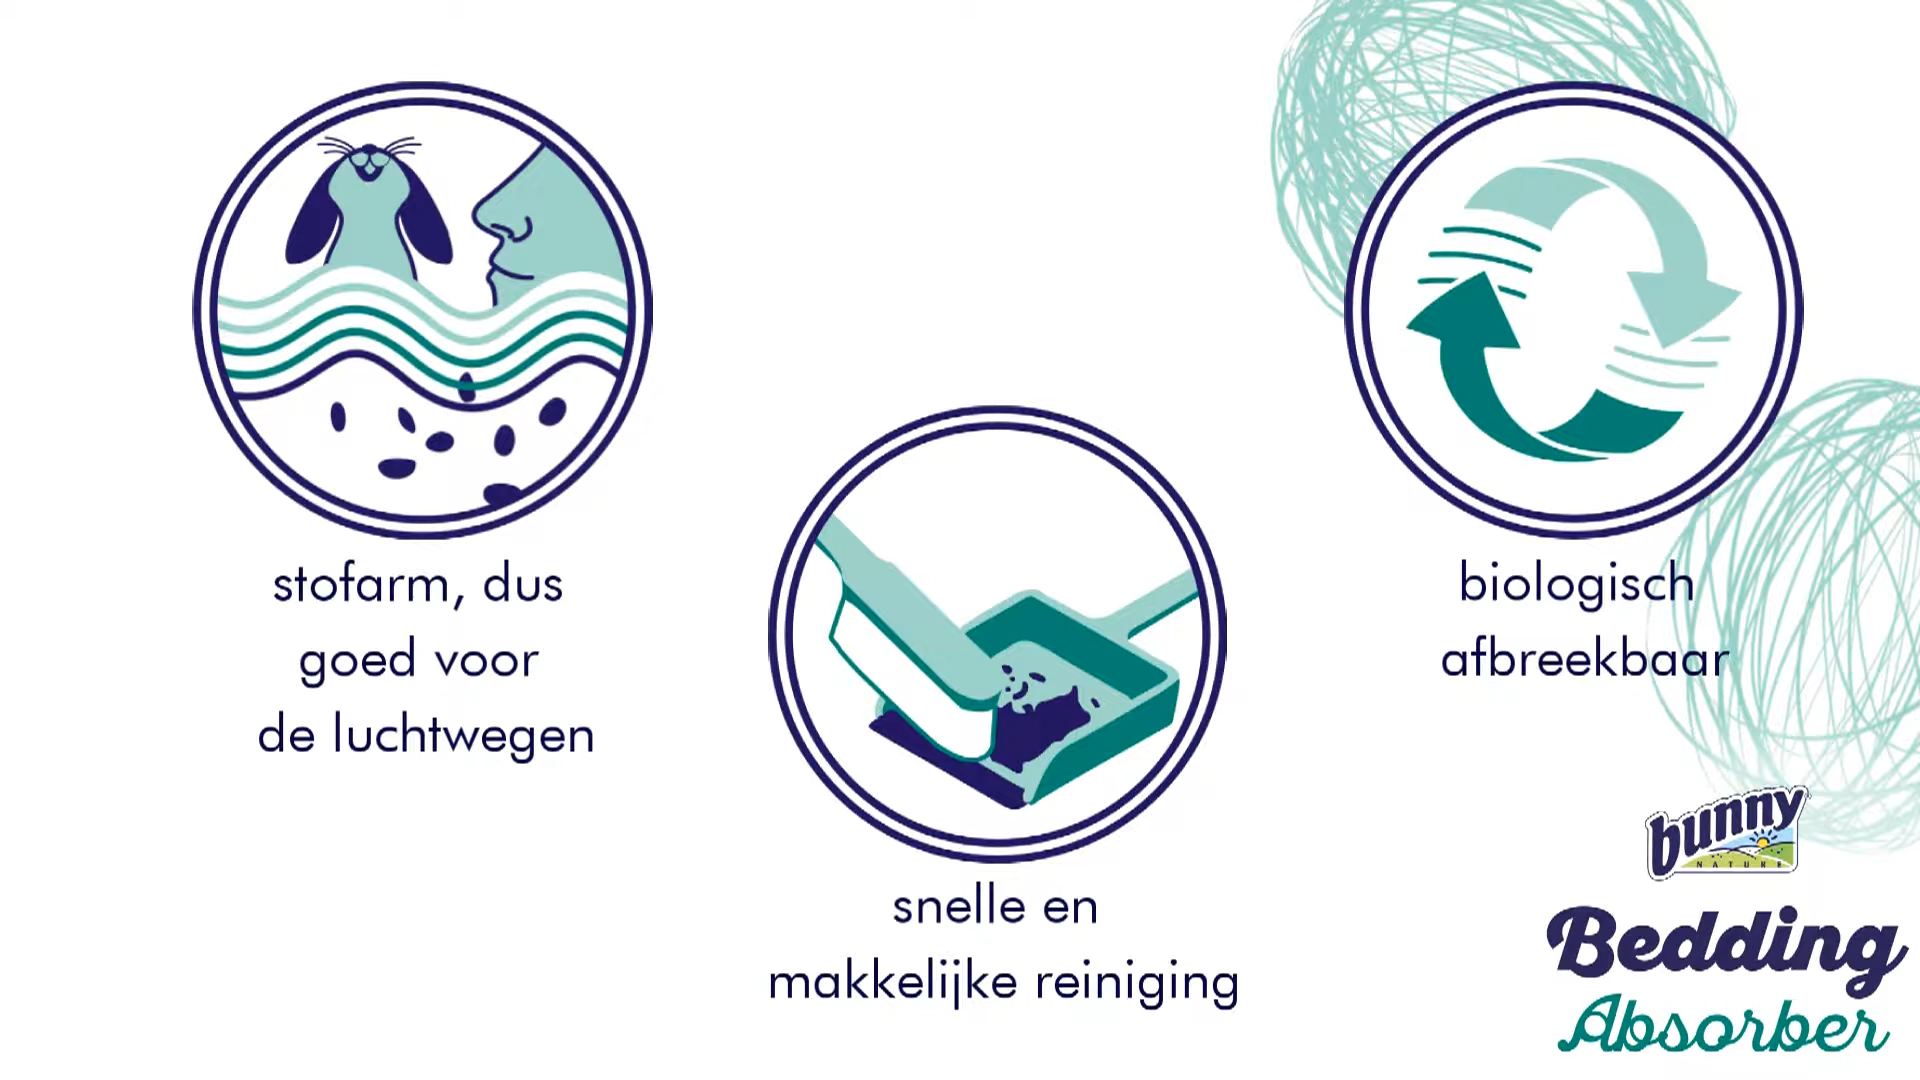 stofarm, dus
goed voor
de luchtwegen
snelle en
makkelijke reiniging
biologisch
afbreekbaar
bunny
NATURE
Bedding
Absorber